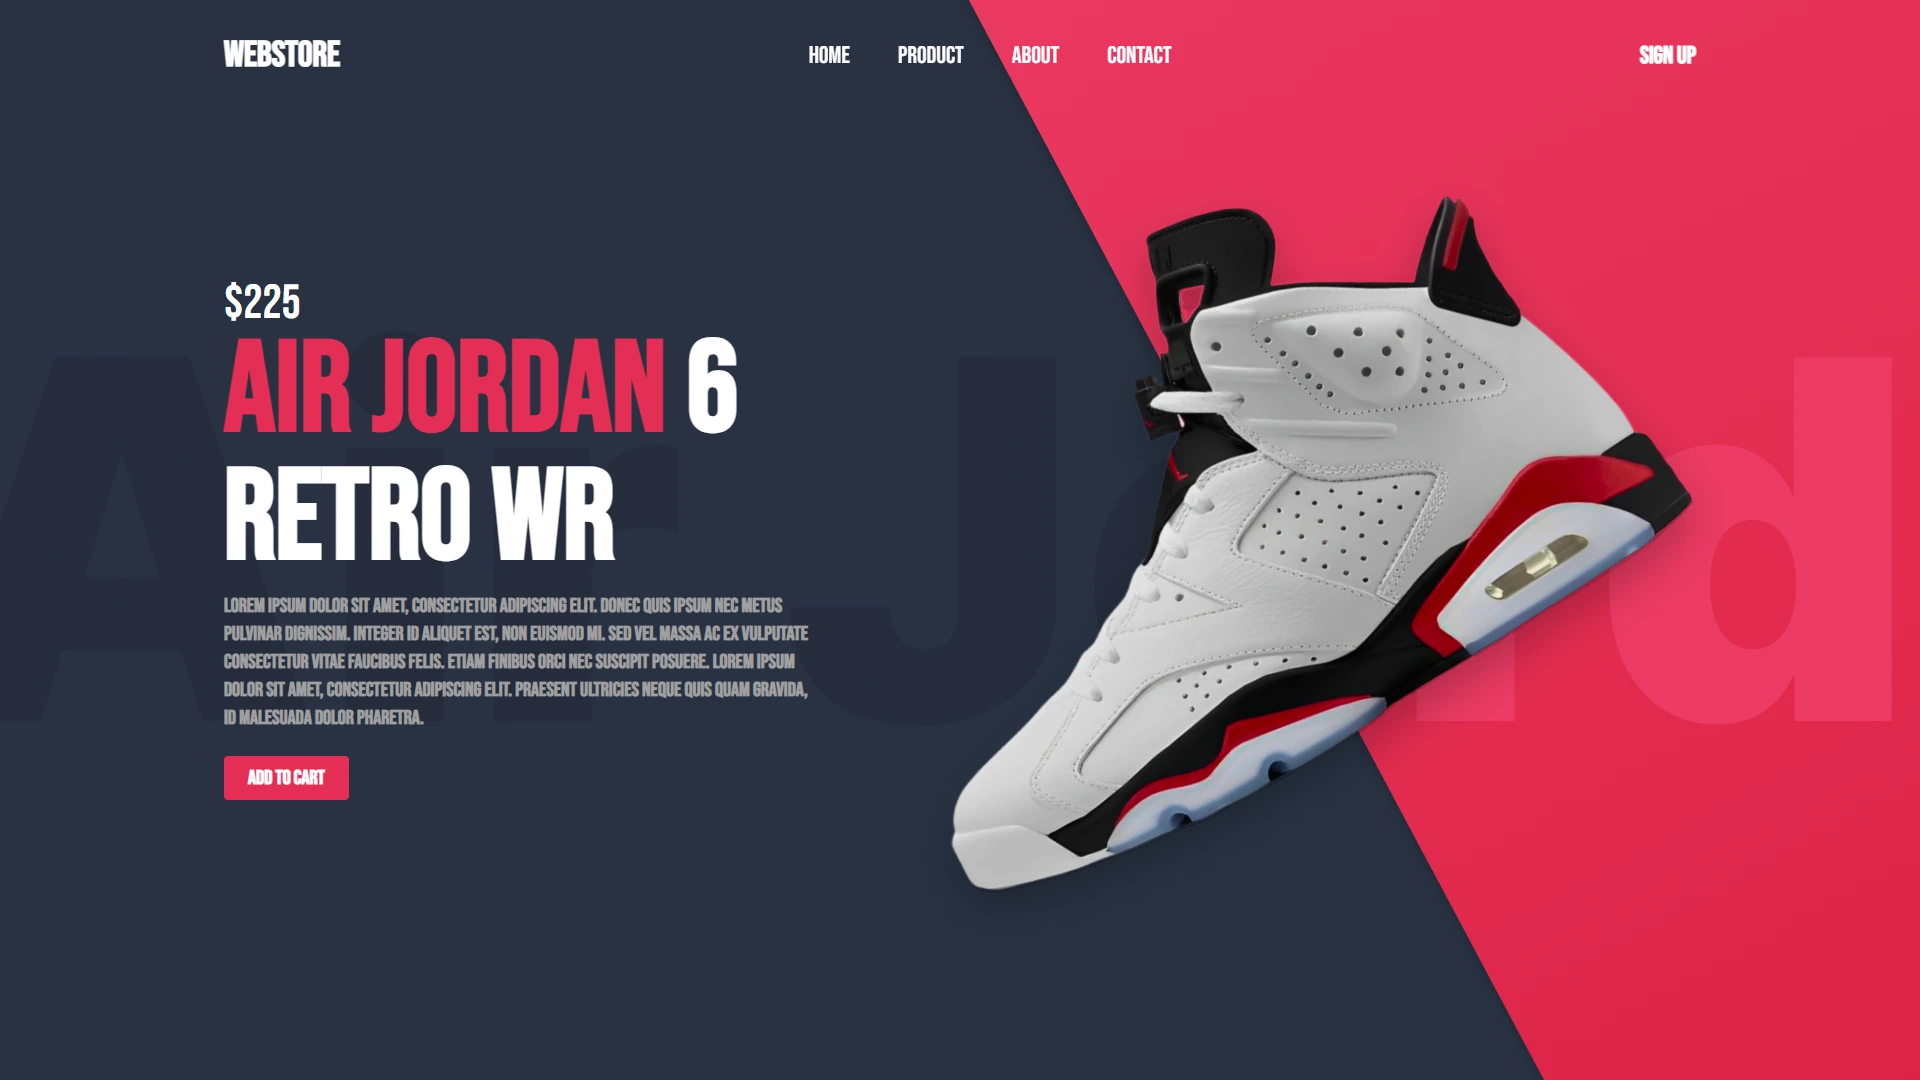 WEBSTORE
HOME PRODUCT ABOUT CONTACT
SIGN UP
$225
AIR JORDAN 6
RETRO WR
LOREM IPSUM DOLOR SIT AMET, CONSECTETUR ADIPISCING ELIT. DONEC QUIS IPSUM NEC METUS
PULVINAR DIGNISSIM. INTEGER ID ALIQUET EST, NON EUISMOD MI. SED VEL MASSA AC EX VULPUTATE
CONSECTETUR VITAE FAUCIBUS FELIS. ETIAM FINIBUS ORCI NEC SUSCIPIT POSUERE. LOREM IPSUM
DOLOR SIT AMET, CONSECTETUR ADIPISCING ELIT. PRAESENT ULTRICIES NEQUE QUIS QUAM GRAVIDA,
ID MALESUADA DOLOR PHARETRA.
ADD TO CART
Air Jord